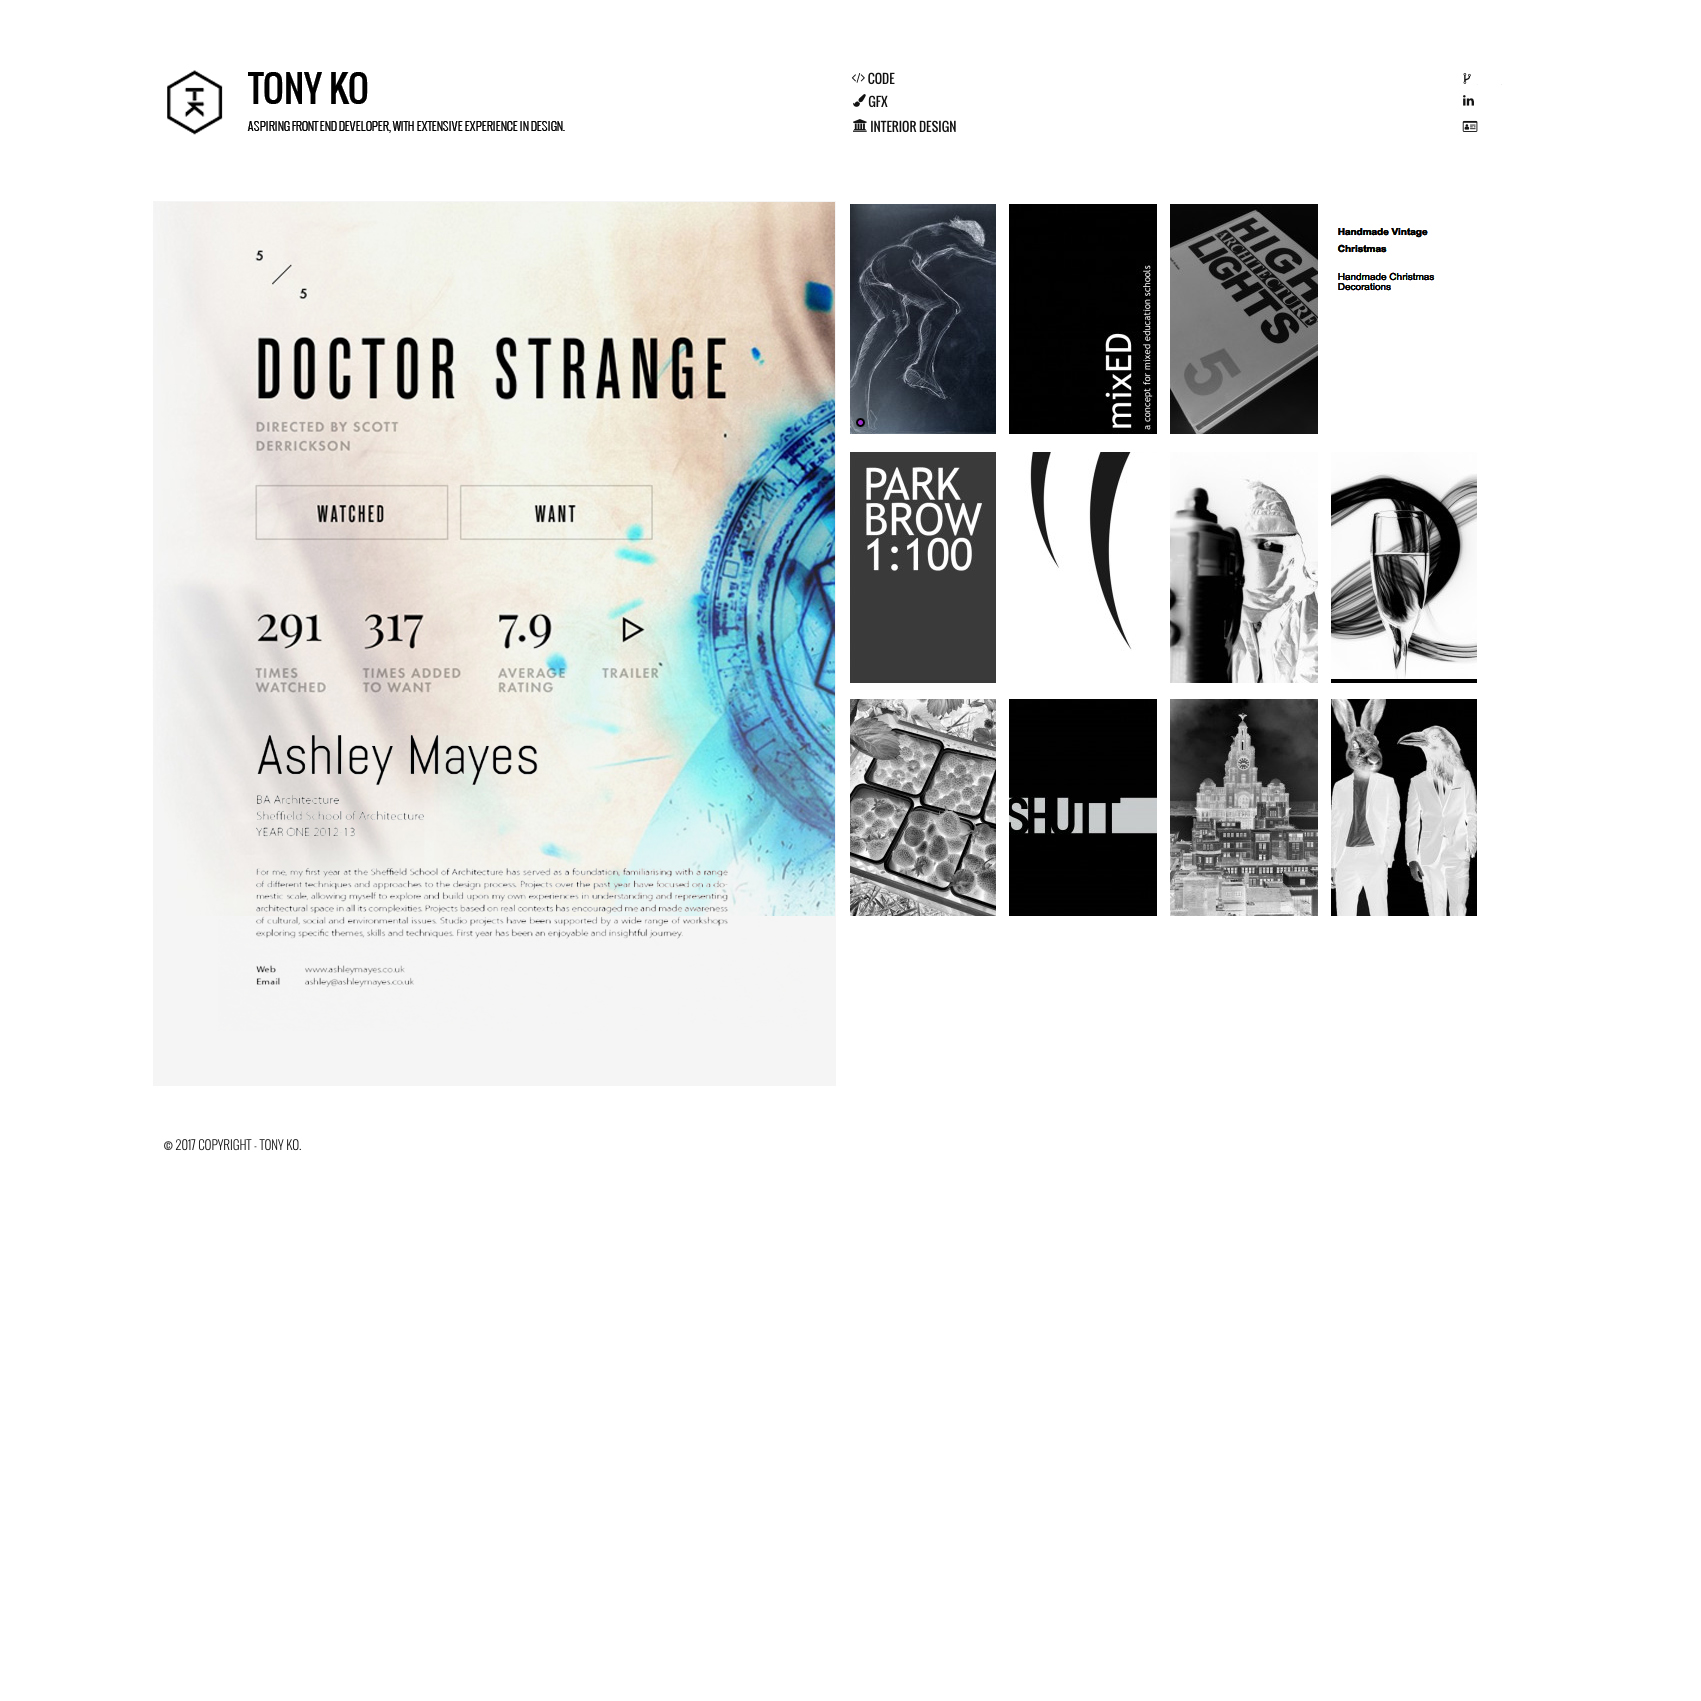 TK
TONY KO
ASPIRING FRONT END DEVELOPER, WITH EXTENSIVE EXPERIENCE IN DESIGN.
</> CODE
GFX
INTERIOR DESIGN
in
5
5
DOCTOR STRANGE
DIRECTED BY SCOTT
DERRICKSON
WATCHED
WANT
291
317
7.9
TIMES
WATCHED
TIMES ADDED
TO WANT
AVERAGE
RATING
TRAILER
Ashley Mayes
BA Architecture
Sheffield School of Architecture
YEAR ONE 2012-13
For me, my first year at the Sheffield School of Architecture has served as a foundation, familiarising with a range
of different techniques and approaches to the design process. Projects over the past year have focused on a do-
mestic scale, allowing myself to explore and build upon my own experiences in understanding and representing
architectural space in all its complexities. Projects based on real contexts has encouraged me and made awareness
of cultural, social and environmental issues. Studio projects have been supported by a wide range of workshops
exploring specific themes, skills and techniques. First year has been an enjoyable and insightful journey.
Web www.ashleymayes.co.uk
Email ashley@ashleymayes.co.uk
mixED
a concept for mixed education schools
HIGH
ARCHITECTURE
LIGHTS
5
Handmade Vintage
Christmas
Handmade Christmas
Decorations
PARK
BROW
1:100
SHUTT
© 2017 COPYRIGHT - TONY KO.